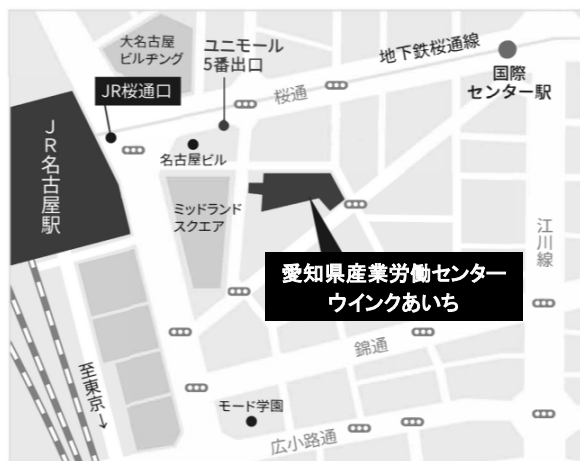 大名古屋
ビルヂング
ユニモール
5番出口
地下鉄桜通線
国際
センター駅
JR桜通口
桜通
JR名古屋駅
名古屋ビル
ミッドランド
スクエア
江川線
愛知県産業労働センター
ウインクあいち
錦通
至東京→
モード学園
広小路通